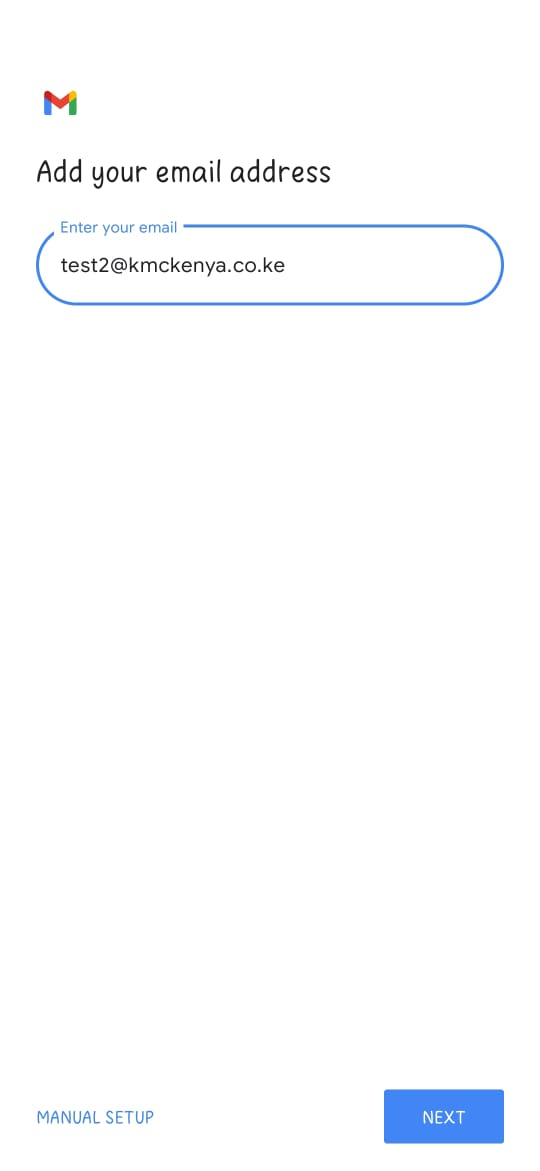 Add your email address
Enter your email
test2@kmckenya.co.ke
MANUAL SETUP
NEXT